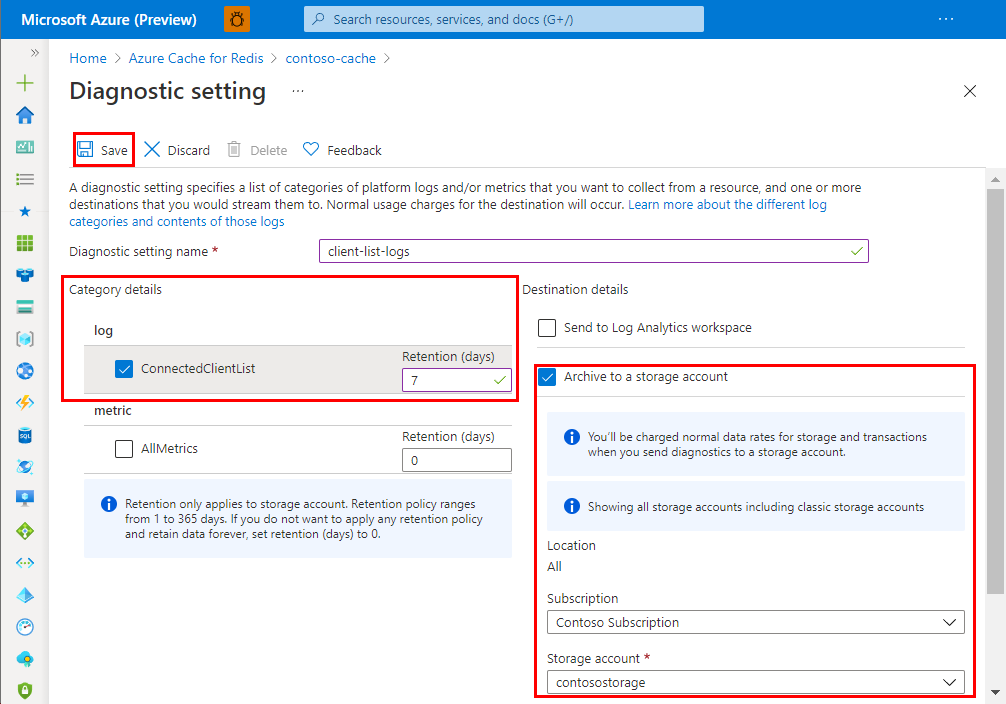 Microsoft Azure (Preview)
Search resources, services, and docs (G+/)
Home > Azure Cache for Redis > contoso-cache >
Diagnostic setting ...
Save Discard Delete Feedback
A diagnostic setting specifies a list of categories of platform logs and/or metrics that you want to collect from a resource, and one or more
destinations that you would stream them to. Normal usage charges for the destination will occur. Learn more about the different log
categories and contents of those logs
Diagnostic setting name * client-list-logs
Category details
log
Retention (days)
ConnectedClientList
7
metric
Retention (days)
AllMetrics
0
Retention only applies to storage account. Retention policy ranges
from 1 to 365 days. If you do not want to apply any retention policy
and retain data forever, set retention (days) to 0.
Destination details
Send to Log Analytics workspace
Archive to a storage account
You'll be charged normal data rates for storage and transactions
when you send diagnostics to a storage account.
Showing all storage accounts including classic storage accounts
Location
All
Subscription
Contoso Subscription
Storage account *
contosostorage
SQL